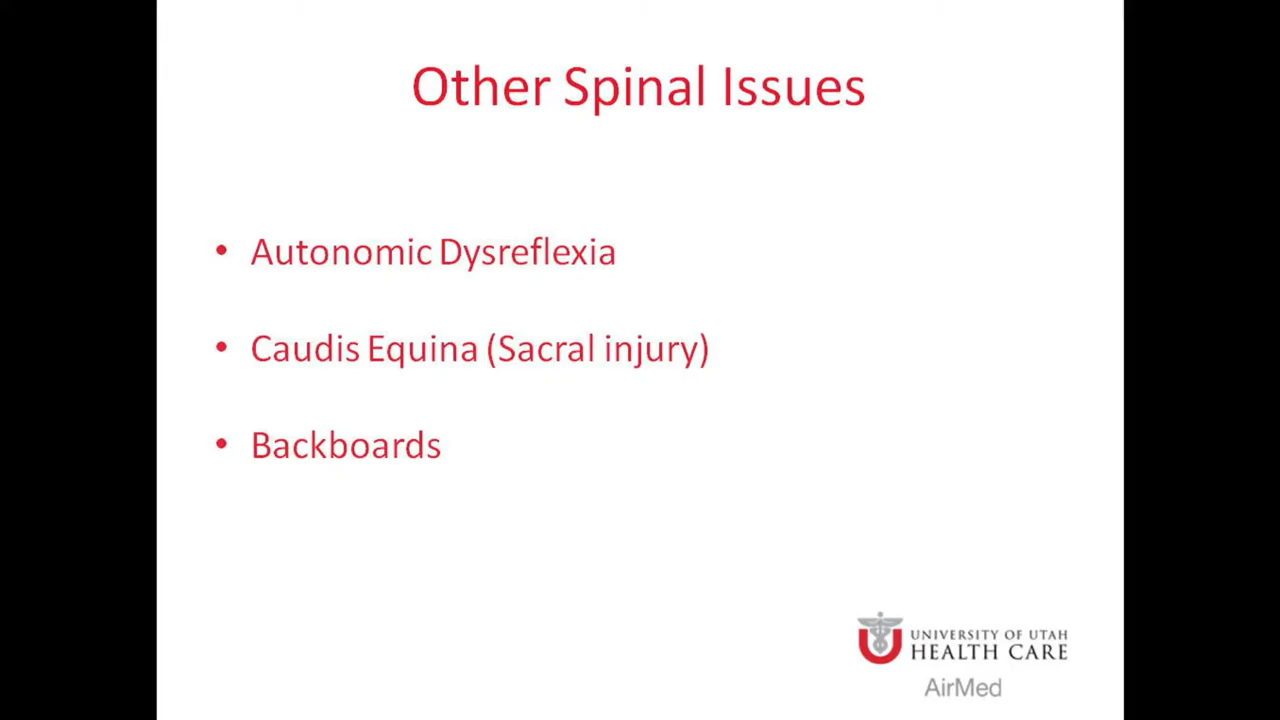 Other Spinal Issues
• Autonomic Dysreflexia
• Caudis Equina (Sacral injury)
• Backboards
UNIVERSITY OF UTAH
HEALTH CARE
AirMed